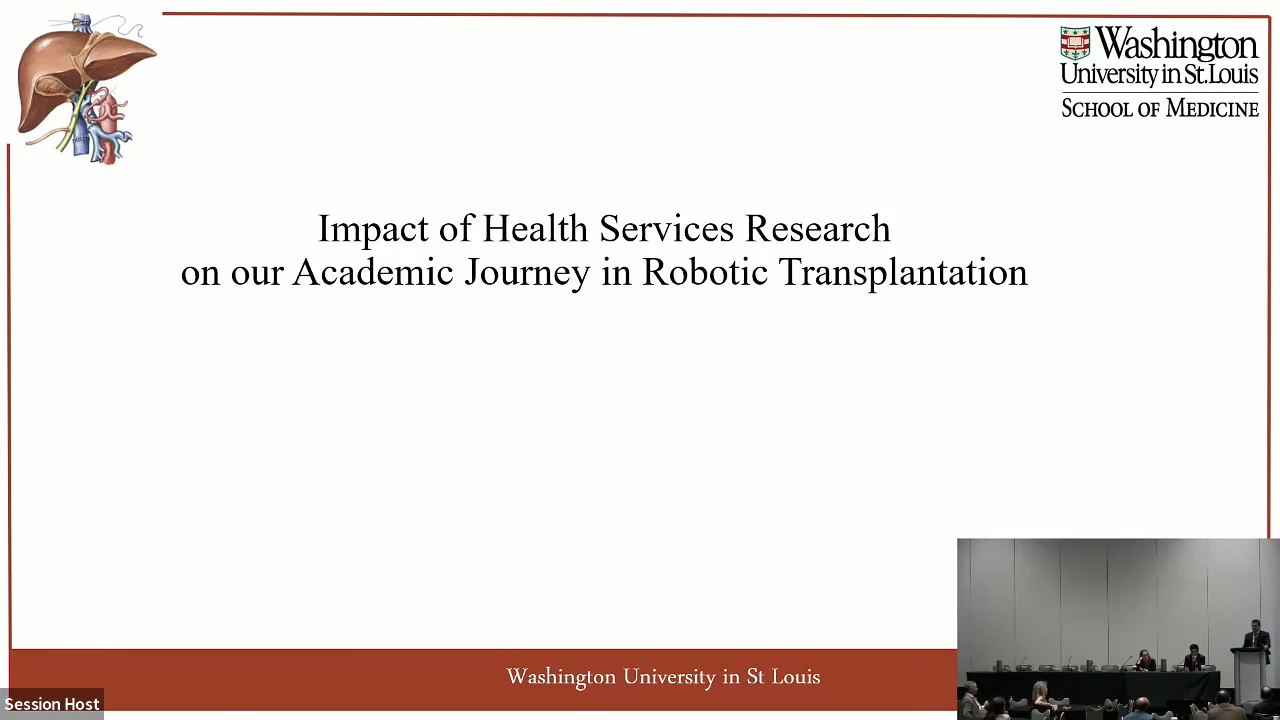 Washington
University in St. Louis
SCHOOL OF MEDICINE
Impact of Health Services Research
on our Academic Journey in Robotic Transplantation
Washington University in St Louis
Session Host